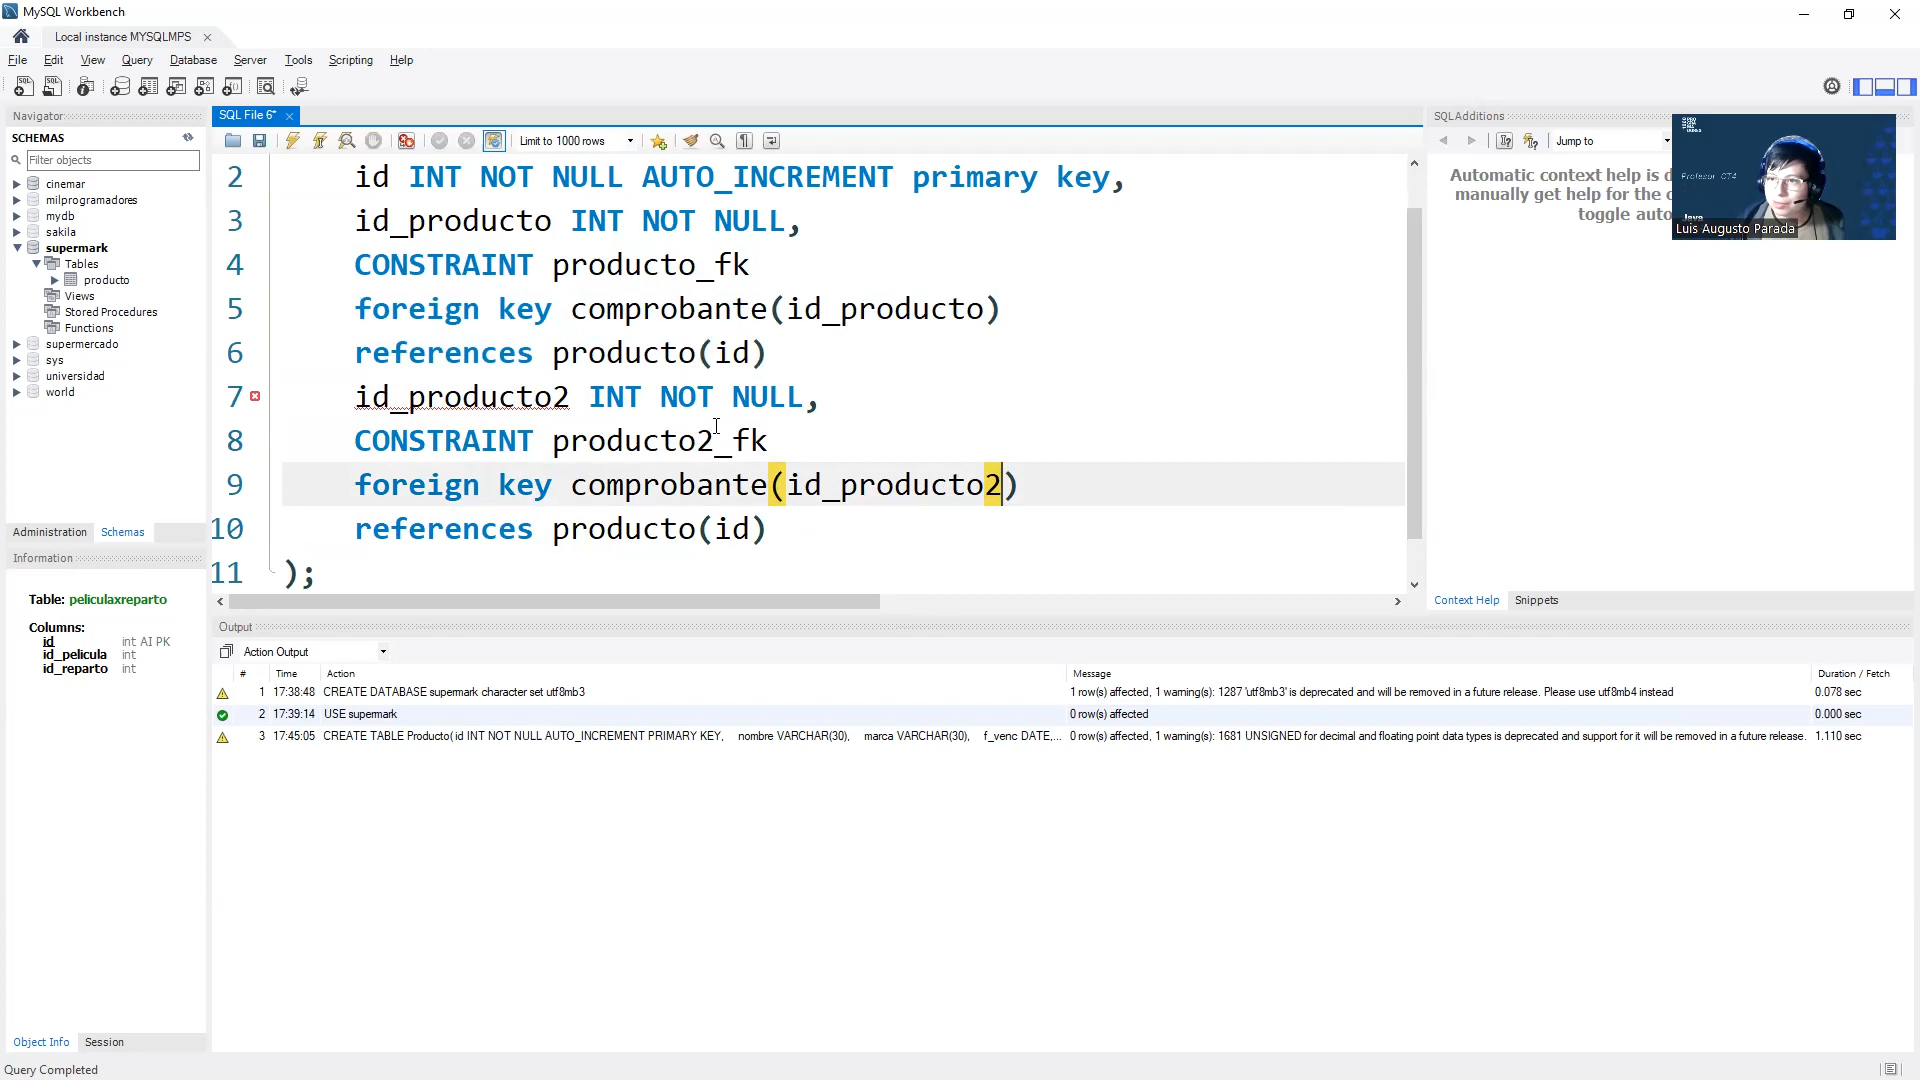 MySQL Workbench
Local instance MYSQLMPS
File Edit View Query Database Server Tools Scripting Help
Navigator
SCHEMAS
Filter objects
cinemar
milprogramadores
mydb
sakila
supermark
Tables
producto
Views
Stored Procedures
Functions
supermercado
sys
universidad
world
Administration Schemas
Information
Table: peliculaxreparto
Columns:
id int AI PK
id_pelicula int
id_reparto int
Object Info Session
Query Completed
SQL File 6*
Limit to 1000 rows
2 id INT NOT NULL AUTO_INCREMENT primary key,
3 id_producto INT NOT NULL,
4 CONSTRAINT producto_fk
5 foreign key comprobante(id_producto)
6 references producto(id)
7 id_producto2 INT NOT NULL,
8 CONSTRAINT producto2_fk
9 foreign key comprobante(id_producto2)
10 references producto(id)
11 );
SQLAdditions
Jump to
Automatic context help is d
manually get help for the c
toggle auto
Profesor CT4
Java
Luis Augusto Parada
Context Help Snippets
Output
Action Output
# Time Action Message Duration / Fetch
1 17:38:48 CREATE DATABASE supermark character set utf8mb3 1 row(s) affected, 1 warning(s): 1287 'utf8mb3' is deprecated and will be removed in a future release. Please use utf8mb4 instead 0.078 sec
2 17:39:14 USE supermark 0 row(s) affected 0.000 sec
3 17:45:05 CREATE TABLE Producto( id INT NOT NULL AUTO_INCREMENT PRIMARY KEY, nombre VARCHAR(30), marca VARCHAR(30), f_venc DATE,... 0 row(s) affected, 1 warning(s): 1681 UNSIGNED for decimal and floating point data types is deprecated and support for it will be removed in a future release. 1.110 sec